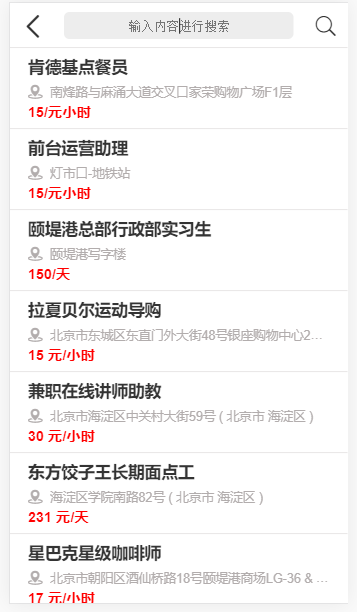 输入内容进行搜索
肯德基点餐员
南烽路与麻涌大道交叉口家荣购物广场F1层
15/元小时
前台运营助理
灯市口-地铁站
15/元小时
颐堤港总部行政部实习生
颐堤港写字楼
150/天
拉夏贝尔运动导购
北京市东城区东直门外大街48号银座购物中心2…
15 元/小时
兼职在线讲师助教
北京市海淀区中关村大街59号 ( 北京市 海淀区 )
30 元/小时
东方饺子王长期面点工
海淀区学院南路82号 ( 北京市 海淀区 )
231 元/天
星巴克星级咖啡师
北京市朝阳区酒仙桥路18号颐堤港商场LG-36 & …
17 元/小时